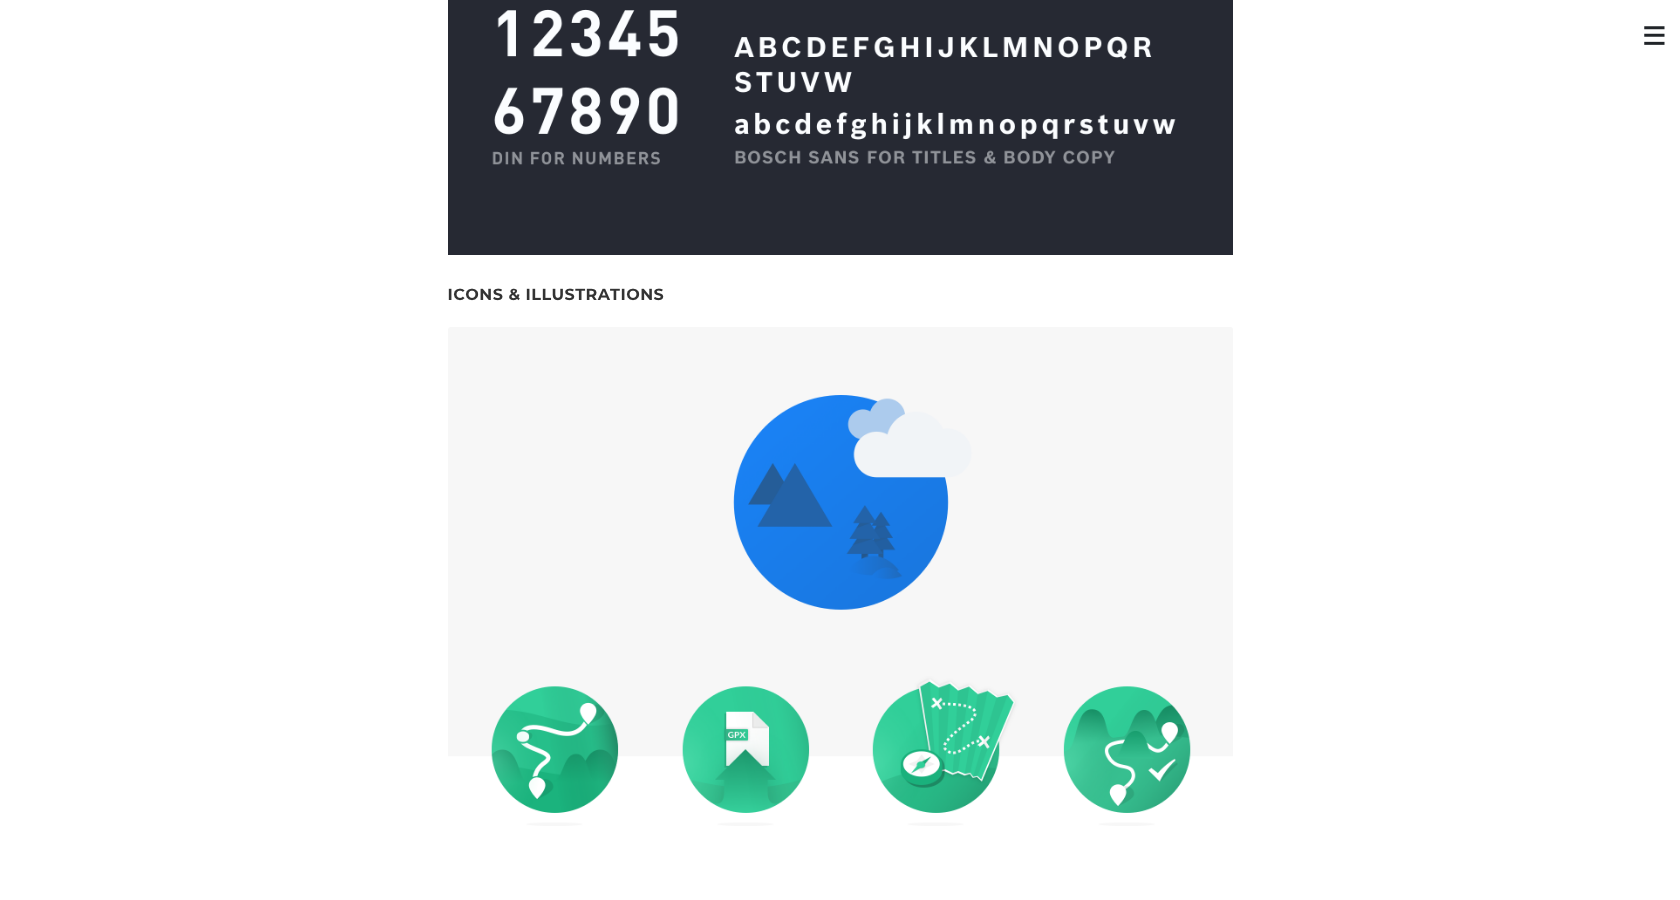 12345
67890
DIN FOR NUMBERS
ABCDEFGHIJKLMNOPQR
STUVW
abcdefghijklmnopqrstuvw
BOSCH SANS FOR TITLES & BODY COPY
ICONS & ILLUSTRATIONS
GPX